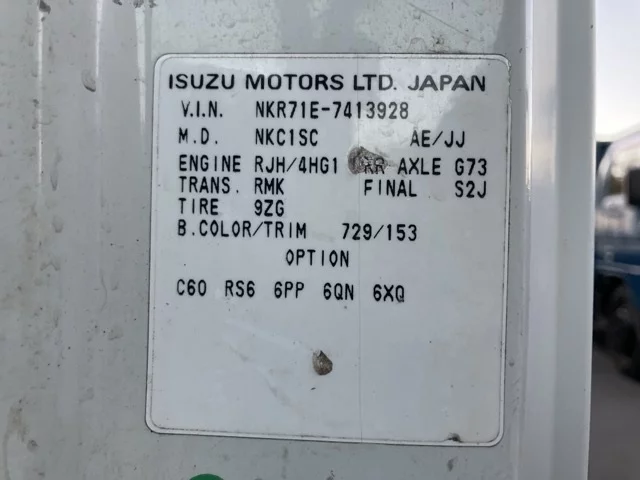 ISUZU MOTORS LTD. JAPAN
V.I.N. NKR71E-7413928
M.D. NKC1SC AE/JJ
ENGINE RJH/4HG1 RR AXLE G73
TRANS. RMK FINAL S2J
TIRE 9ZG
B.COLOR/TRIM 729/153
OPTION
C60 RS6 6PP 6QN 6XQ